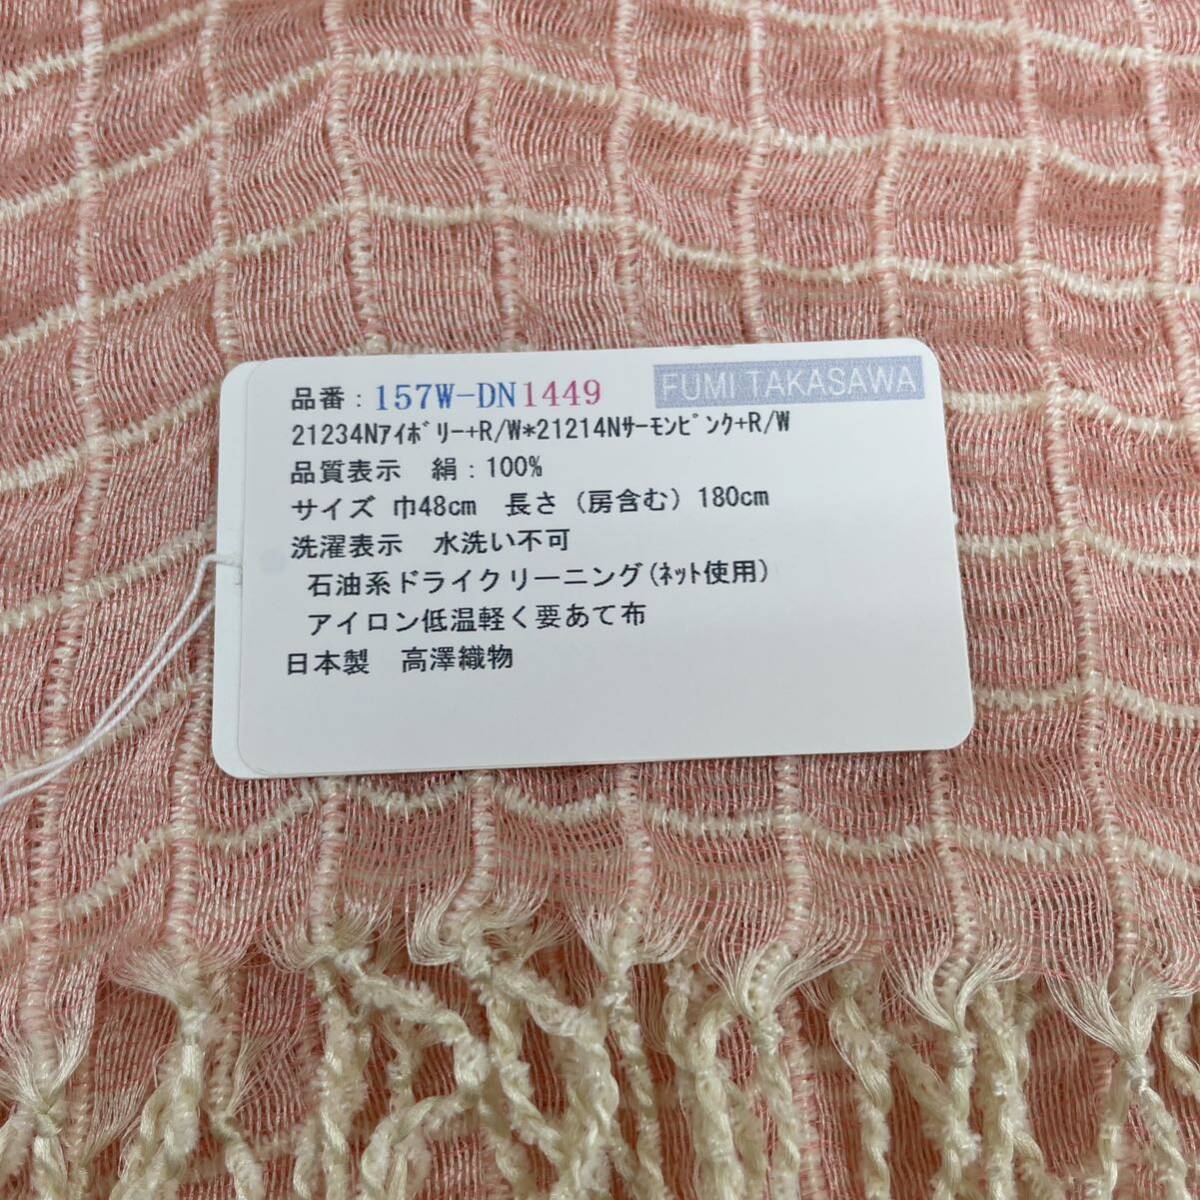 品番：157W-DN1449 FUMI TAKASAWA
21234Nｱｲﾎﾞﾘｰ+R/W*21214Nｻｰﾓﾝﾋﾟﾝｸ+R/W
品質表示　絹：100%
サイズ 巾48cm　長さ（房含む）180cm
洗濯表示　水洗い不可
石油系ドライクリーニング(ﾈｯﾄ使用)
アイロン低温軽く要あて布
日本製　高澤織物